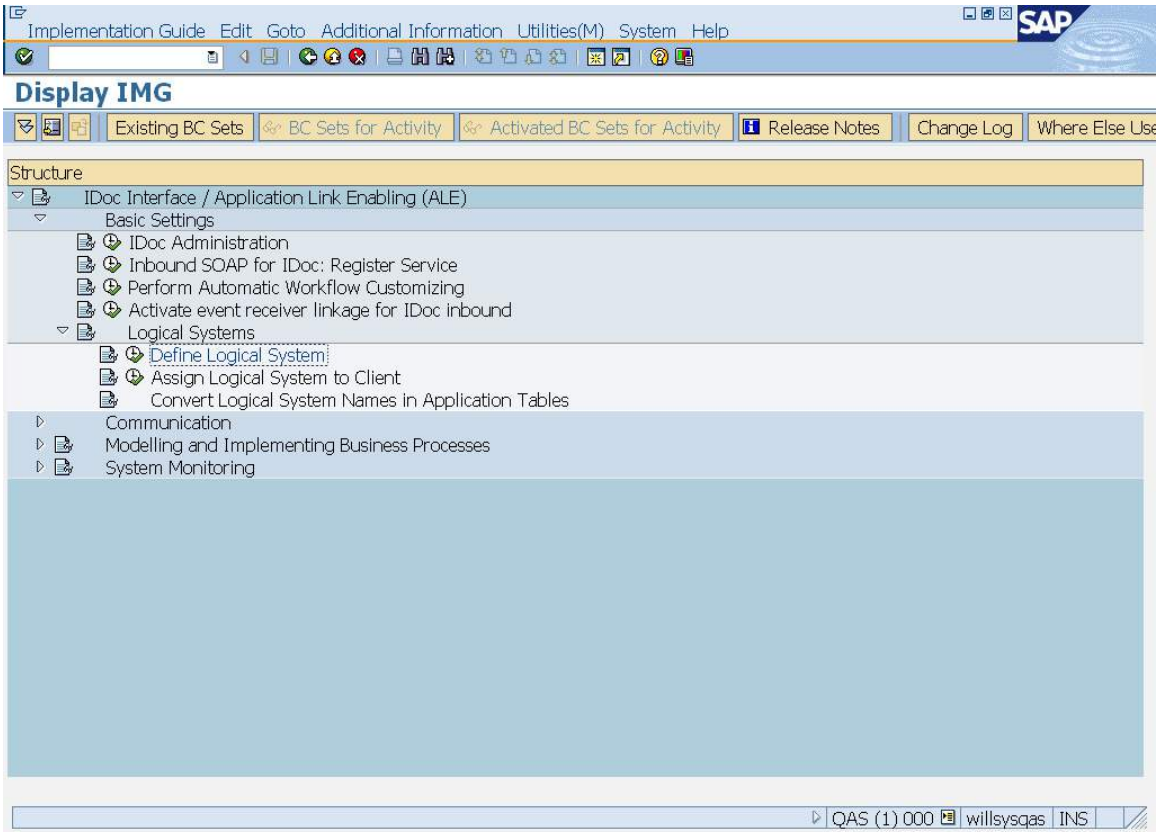 Implementation Guide Edit Goto Additional Information Utilities(M) System Help
SAP
Display IMG
Existing BC Sets BC Sets for Activity Activated BC Sets for Activity Release Notes Change Log Where Else Use
Structure
IDoc Interface / Application Link Enabling (ALE)
Basic Settings
IDoc Administration
Inbound SOAP for IDoc: Register Service
Perform Automatic Workflow Customizing
Activate event receiver linkage for IDoc inbound
Logical Systems
Define Logical System
Assign Logical System to Client
Convert Logical System Names in Application Tables
Communication
Modelling and Implementing Business Processes
System Monitoring
QAS (1) 000 willsysqas INS